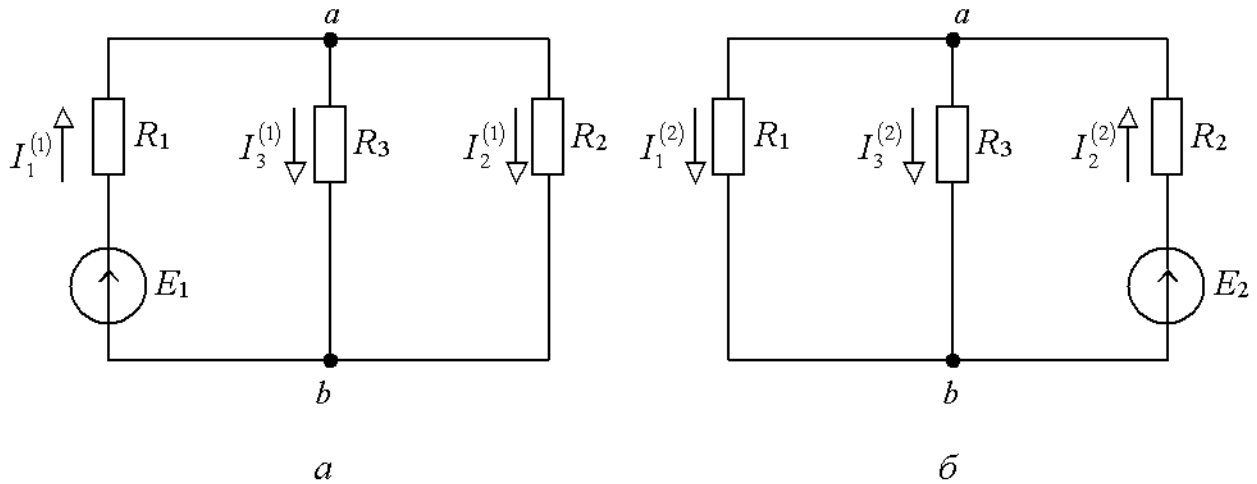 a a
I₁⁽¹⁾ R₁ I₃⁽¹⁾ R₃ I₂⁽¹⁾ R₂ I₁⁽²⁾ R₁ I₃⁽²⁾ R₃ I₂⁽²⁾ R₂
E₁ E₂
b b
а б